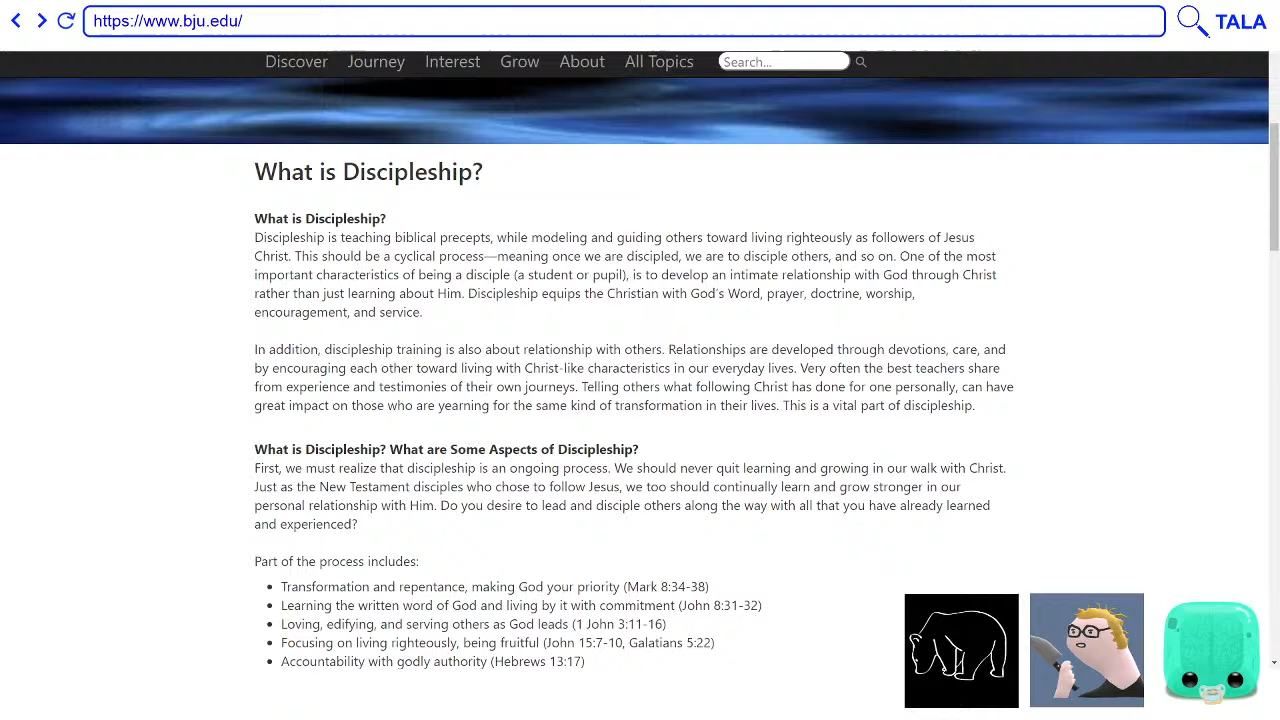 https://www.bju.edu/
TALA
Discover Journey Interest Grow About All Topics Search...
What is Discipleship?
What is Discipleship?
Discipleship is teaching biblical precepts, while modeling and guiding others toward living righteously as followers of Jesus
Christ. This should be a cyclical process—meaning once we are discipled, we are to disciple others, and so on. One of the most
important characteristics of being a disciple (a student or pupil), is to develop an intimate relationship with God through Christ
rather than just learning about Him. Discipleship equips the Christian with God's Word, prayer, doctrine, worship,
encouragement, and service.
In addition, discipleship training is also about relationship with others. Relationships are developed through devotions, care, and
by encouraging each other toward living with Christ-like characteristics in our everyday lives. Very often the best teachers share
from experience and testimonies of their own journeys. Telling others what following Christ has done for one personally, can have
great impact on those who are yearning for the same kind of transformation in their lives. This is a vital part of discipleship.
What is Discipleship? What are Some Aspects of Discipleship?
First, we must realize that discipleship is an ongoing process. We should never quit learning and growing in our walk with Christ.
Just as the New Testament disciples who chose to follow Jesus, we too should continually learn and grow stronger in our
personal relationship with Him. Do you desire to lead and disciple others along the way with all that you have already learned
and experienced?
Part of the process includes:
• Transformation and repentance, making God your priority (Mark 8:34-38)
• Learning the written word of God and living by it with commitment (John 8:31-32)
• Loving, edifying, and serving others as God leads (1 John 3:11-16)
• Focusing on living righteously, being fruitful (John 15:7-10, Galatians 5:22)
• Accountability with godly authority (Hebrews 13:17)